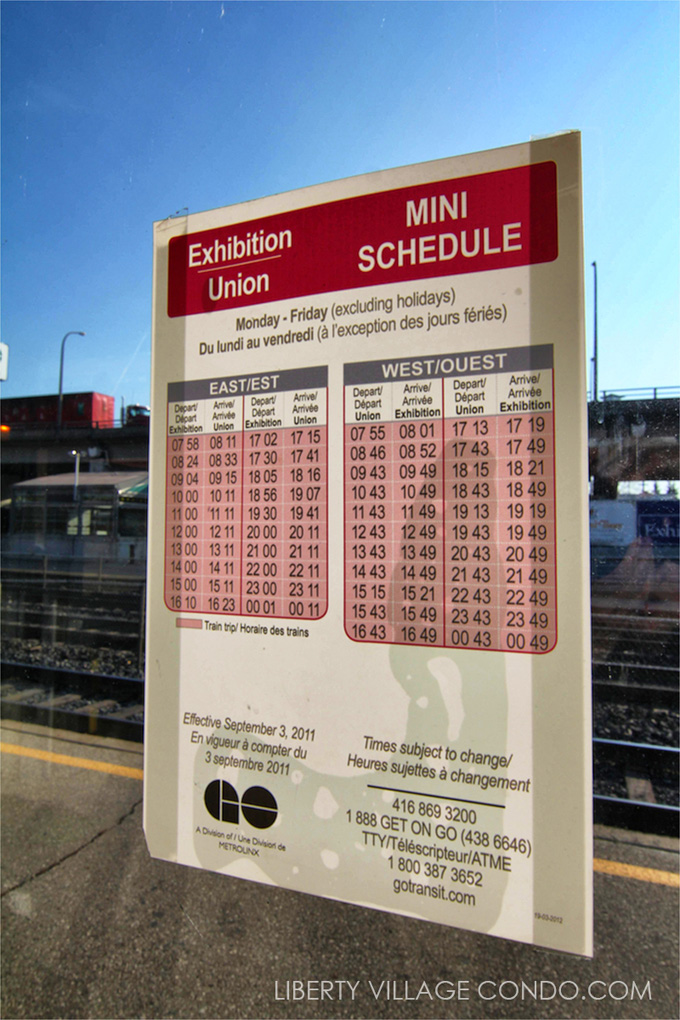 Exhibition
Union
MINI
SCHEDULE
Monday - Friday (excluding holidays)
Du lundi au vendredi (à l'exception des jours fériés)
EAST/EST
Depart/ Départ Exhibition Arrive/ Arrivée Union Depart/ Départ Exhibition Arrive/ Arrivée Union
07 58 08 11 17 02 17 15
08 24 08 33 17 30 17 41
09 04 09 15 18 05 18 16
10 00 10 11 18 56 19 07
11 00 11 11 19 30 19 41
12 00 12 11 20 00 20 11
13 00 13 11 21 00 21 11
14 00 14 11 22 00 22 11
15 00 15 11 23 00 23 11
16 10 16 23 00 01 00 11
Train trip/ Horaire des trains
WEST/OUEST
Depart/ Départ Union Arrive/ Arrivée Exhibition Depart/ Départ Union Arrive/ Arrivée Exhibition
07 55 08 01 17 13 17 19
08 46 08 52 17 43 17 49
09 43 09 49 18 15 18 21
10 43 10 49 18 43 18 49
11 43 11 49 19 13 19 19
12 43 12 49 19 43 19 49
13 43 13 49 20 43 20 49
14 43 14 49 21 43 21 49
15 15 15 21 22 43 22 49
15 43 15 49 23 43 23 49
16 43 16 49 00 43 00 49
Effective September 3, 2011
En vigueur à compter du
3 septembre 2011
GO
A Division of / Une Division de
METROLINX
Times subject to change/
Heures sujettes à changement
416 869 3200
1 888 GET ON GO (438 6646)
TTY/Téléscripteur/ATME
1 800 387 3652
gotransit.com
19-03-2012
LIBERTY VILLAGE CONDO.COM